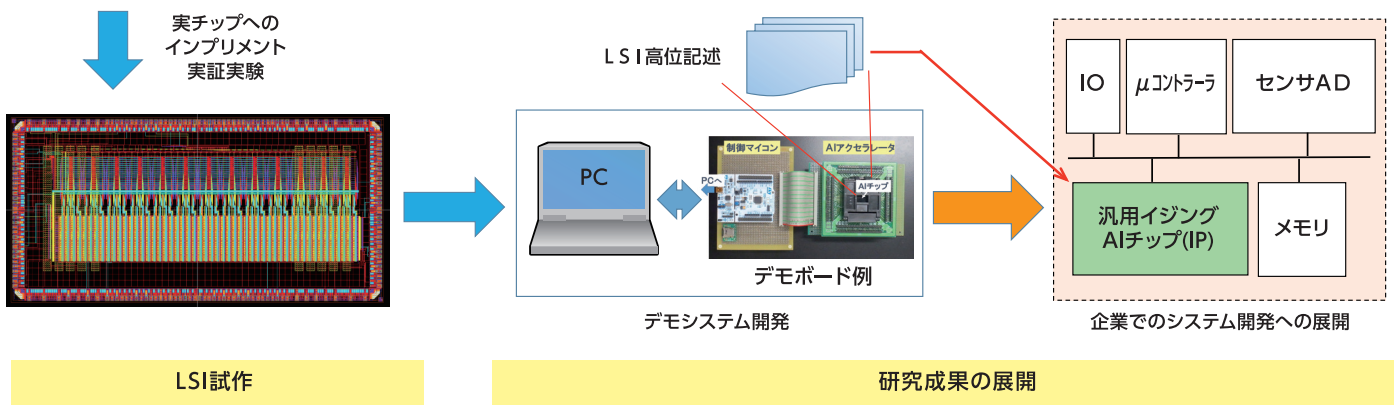 実チップへの
インプリメント
実証実験
LSI高位記述
PC
制御マイコン
AIアクセラレータ
PCへ
AIチップ
デモボード例
IO
μコントラーラ
センサAD
汎用イジング
AIチップ(IP)
メモリ
デモシステム開発
企業でのシステム開発への展開
LSI試作
研究成果の展開